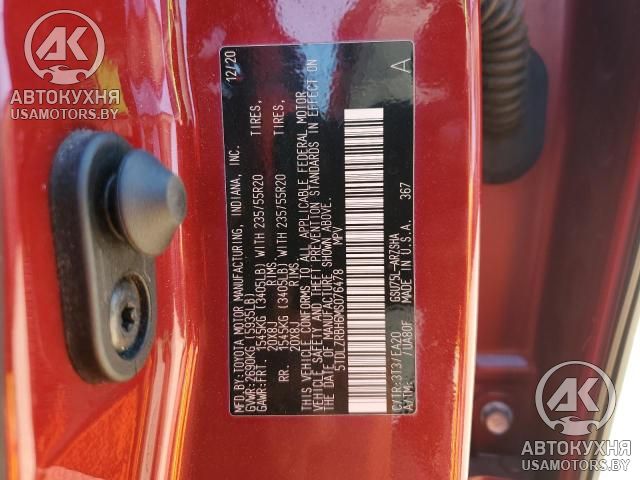 MFD.BY:TOYOTA MOTOR MANUFACTURING, INDIANA, INC. 12/20
GVWR:2690KG(5935LB)
GAWR:FRT. 1545KG (3405LB) WITH 235/55R20 TIRES,
20X8J RIMS,
RR. 1545KG (3405LB) WITH 235/55R20 TIRES,
20X8J RIMS.
THIS VEHICLE CONFORMS TO ALL APPLICABLE FEDERAL MOTOR
VEHICLE SAFETY AND THEFT PREVENTION STANDARDS IN EFFECT ON
THE DATE OF MANUFACTURE SHOWN ABOVE.
5TDLZRBH6MS076478 MPV
C/TR:3T3/EA20 GSU75L-ARZSHA
A/TM: /UA80F MADE IN U.S.A. 367
A
AK
АВТОКУХНЯ
USAMOTORS.BY
AK
АВТОКУХНЯ
USAMOTORS.BY